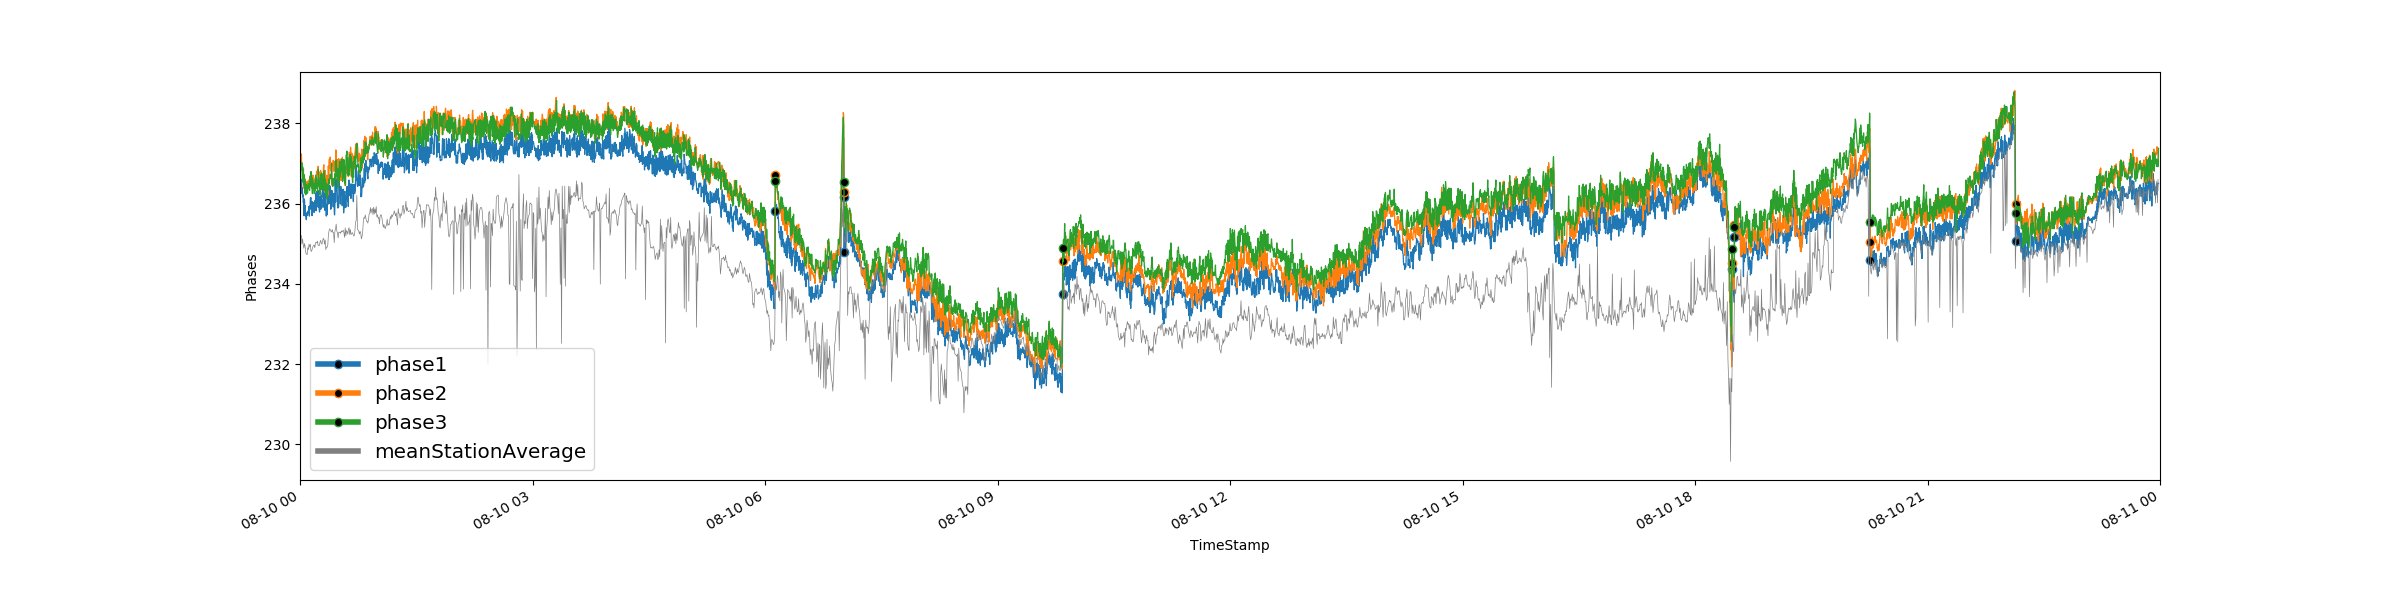 238
236
234
232
230
Phases
phase1
phase2
phase3
meanStationAverage
08-10 00
08-10 03
08-10 06
08-10 09
08-10 12
08-10 15
08-10 18
08-10 21
08-11 00
TimeStamp